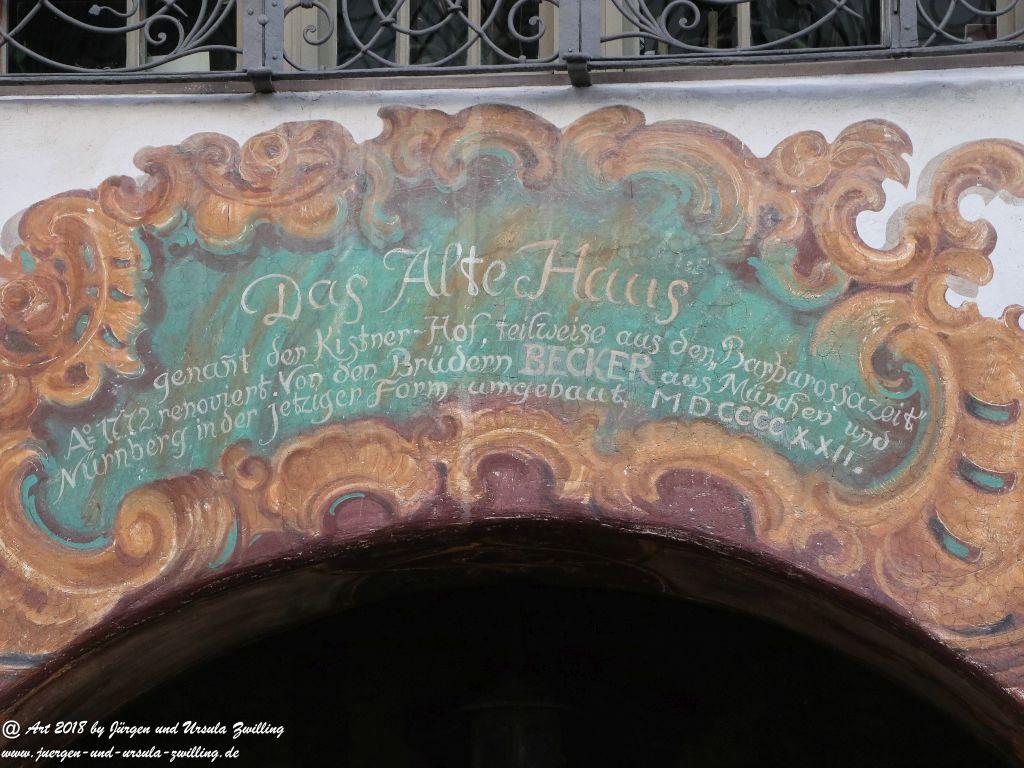 Das Alte Haus
genant̄ der Kistner-Hof, teilweise aus den Barbarossazeit
Aº 1772 renoviert. Von den Brüdern BECKER aus München und
Nürnberg in der jetziger Form umgebaut. MDCCCCXXII.
@ Art 2018 by Jürgen und Ursula Zwilling
www.juergen-und-ursula-zwilling.de